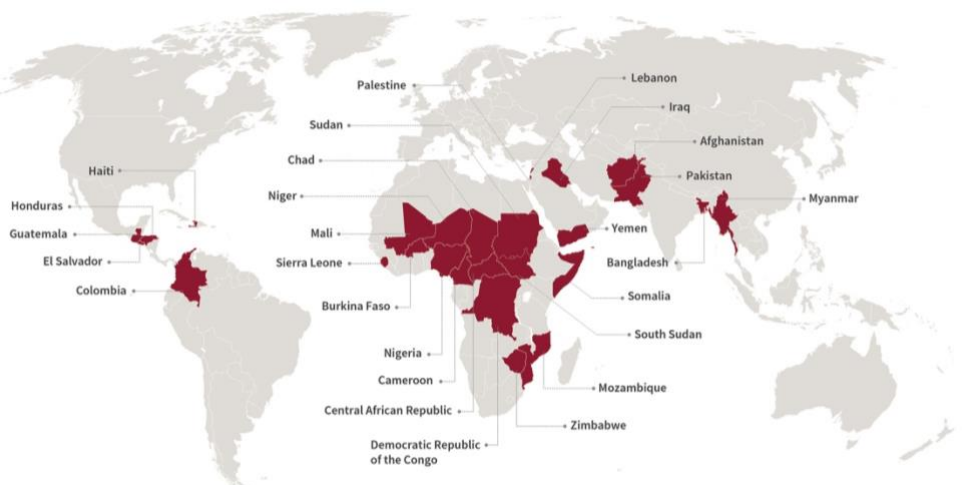 Palestine
Lebanon
Iraq
Sudan
Afghanistan
Chad
Haiti
Pakistan
Niger
Myanmar
Honduras
Mali
Yemen
Guatemala
El Salvador
Sierra Leone
Bangladesh
Colombia
Somalia
Burkina Faso
South Sudan
Nigeria
Cameroon
Mozambique
Central African Republic
Zimbabwe
Democratic Republic
of the Congo